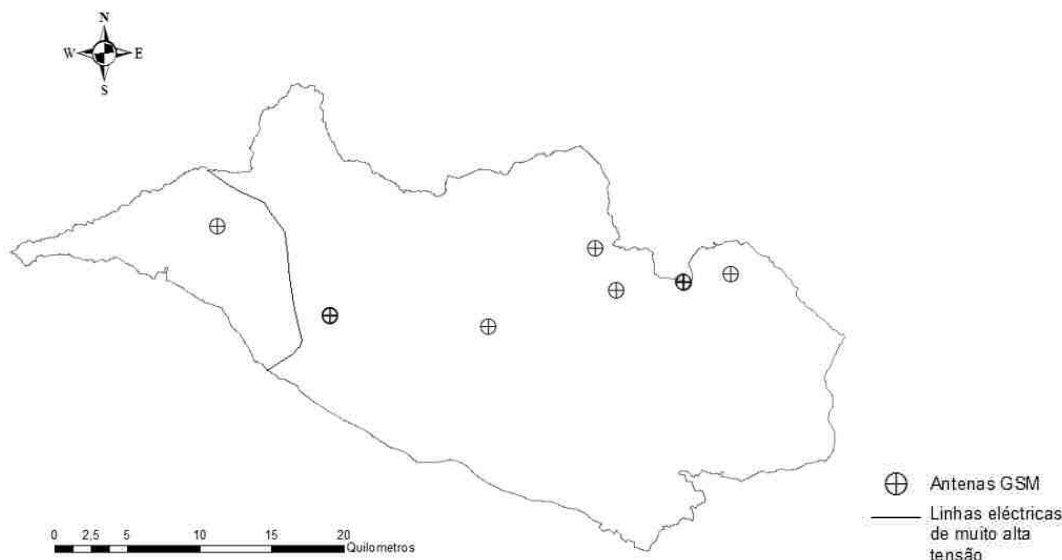 N
W E
S
Antenas GSM
Linhas eléctricas
de muito alta
tensão
0 2,5 5 10 15 20
Quilometros